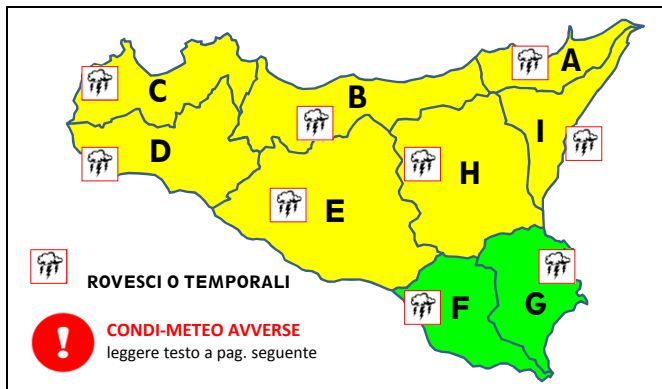 A
C
B
I
D
H
E
G
F
ROVESCI O TEMPORALI
!
CONDI-METEO AVVERSE
leggere testo a pag. seguente